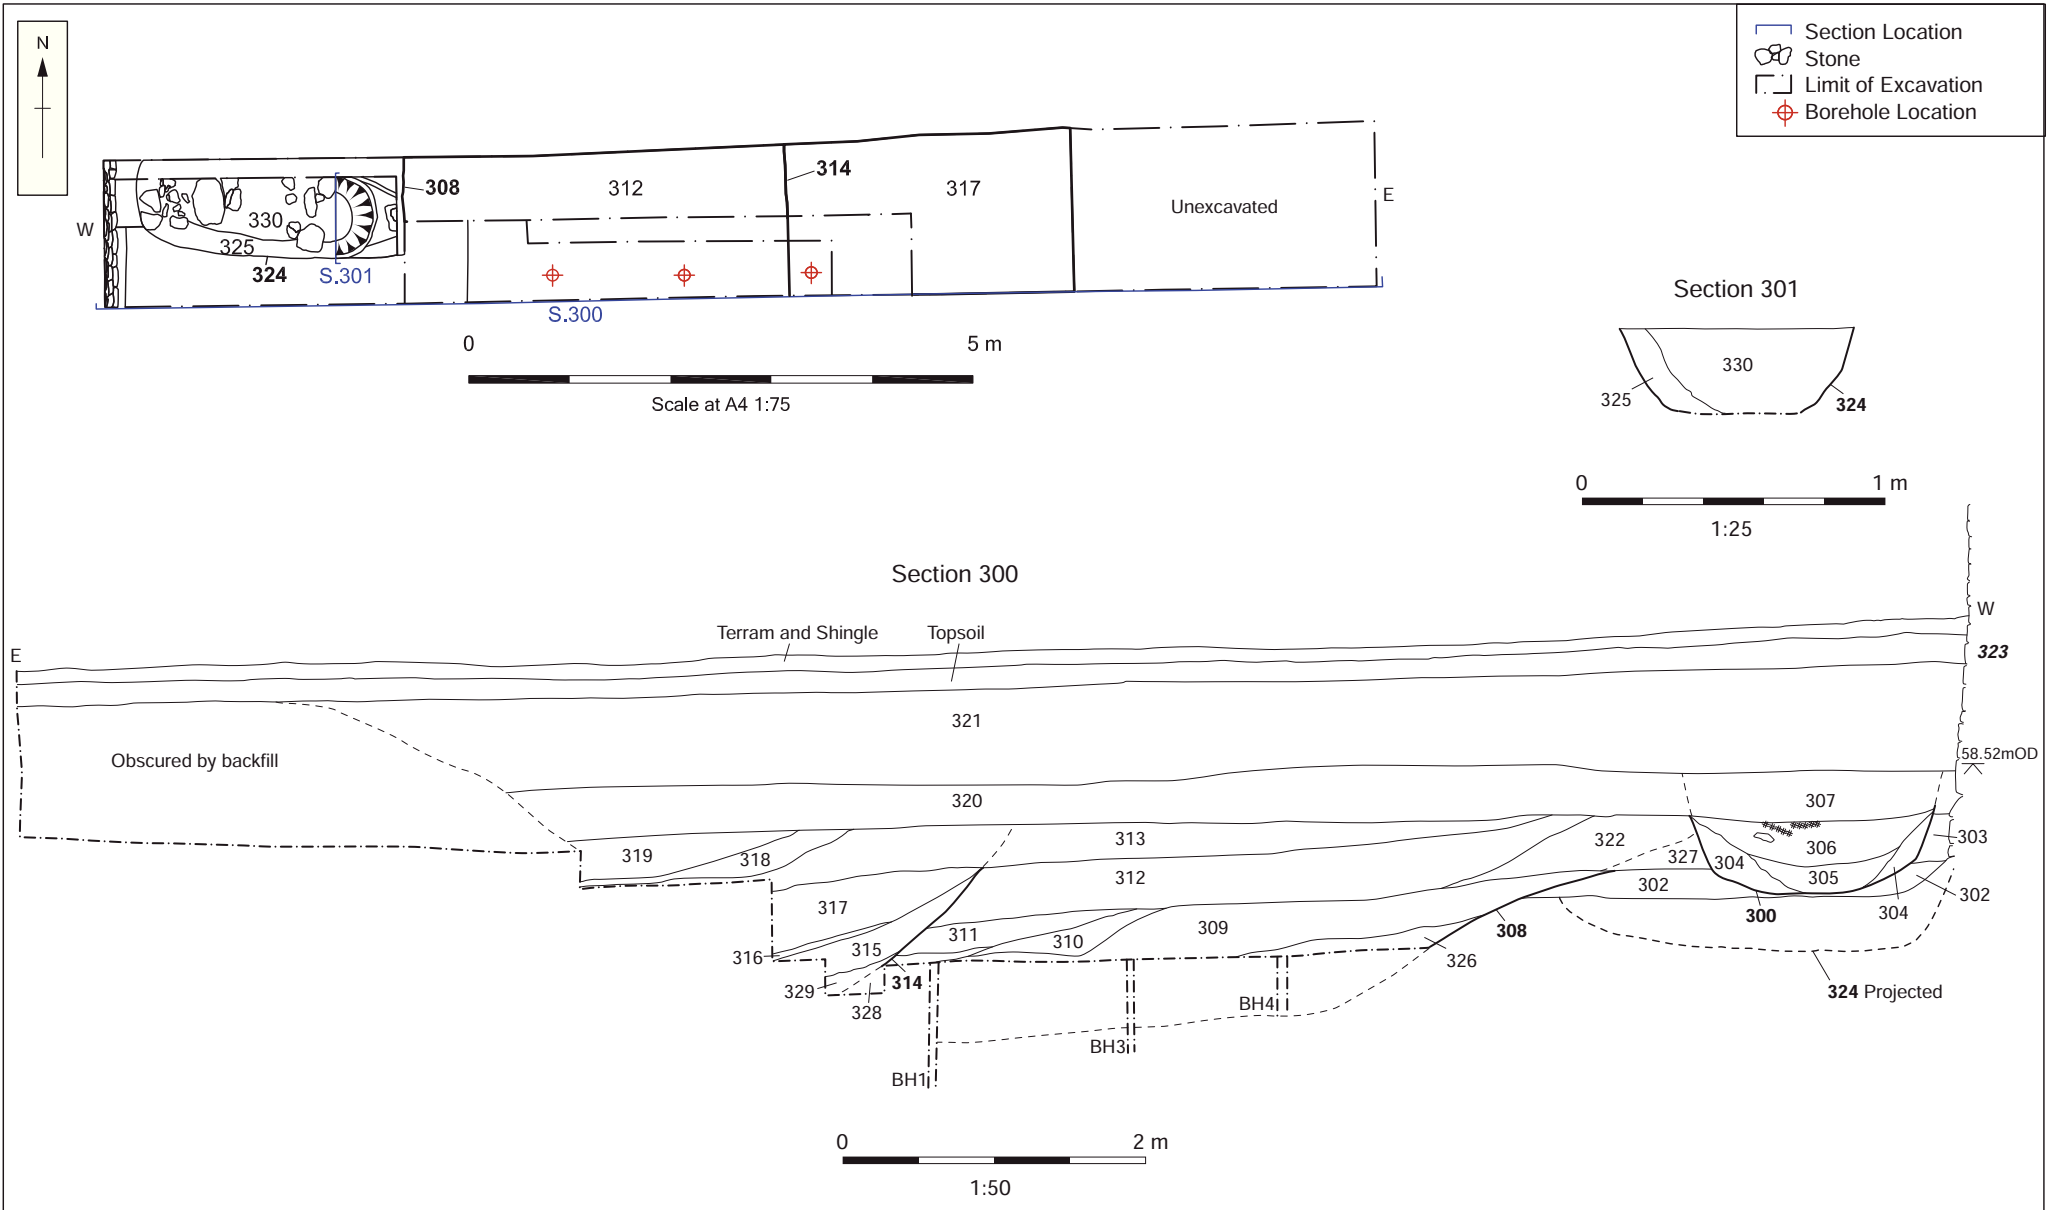 N
Section Location
Stone
Limit of Excavation
Borehole Location
W
308
312
314
317
Unexcavated
E
330
325
324
S.301
S.300
0 5 m
Scale at A4 1:75
Section 301
330
325
324
0 1 m
1:25
Section 300
Terram and Shingle
Topsoil
E
W
323
321
Obscured by backfill
58.52mOD
320
307
313
303
319
318
322
306
327
304
312
305
302
302
317
300
304
311
310
309
308
316
315
326
314
329
324 Projected
328
BH4
BH3
BH1
0 2 m
1:50